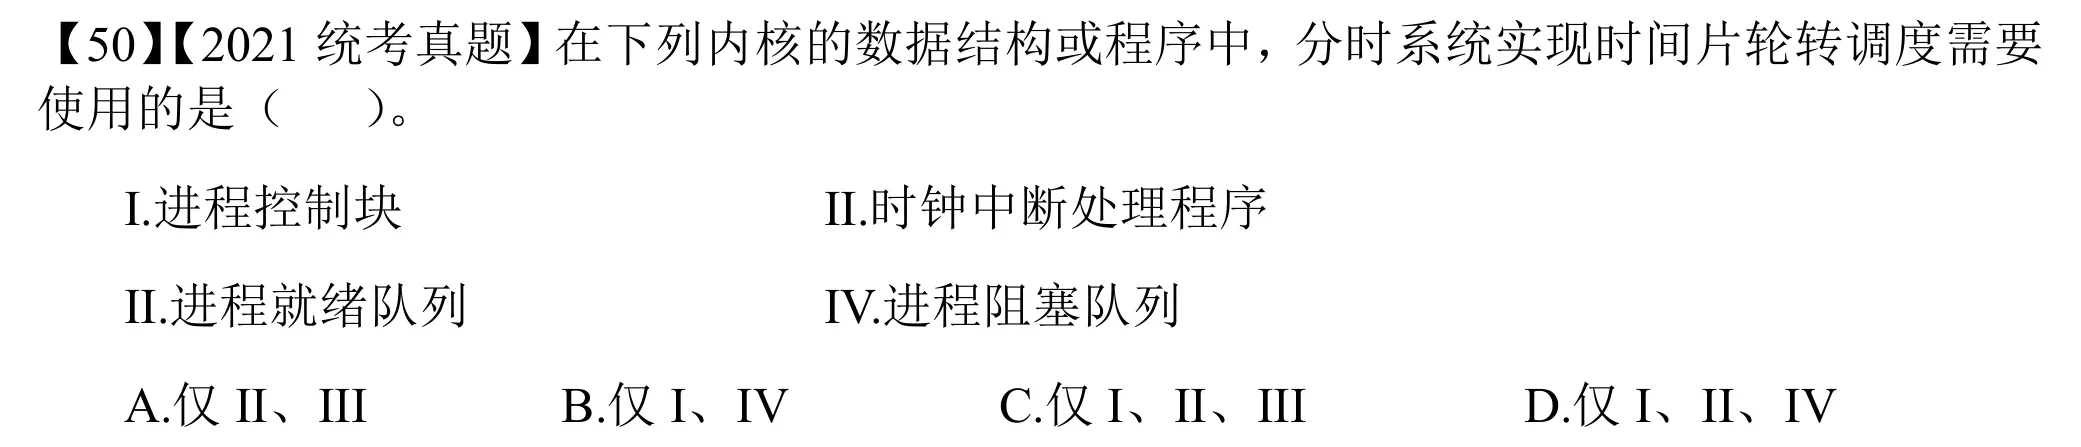 【50】【2021 统考真题】在下列内核的数据结构或程序中，分时系统实现时间片轮转调度需要
使用的是（　　）。
I.进程控制块 II.时钟中断处理程序
II.进程就绪队列 IV.进程阻塞队列
A.仅 II、III B.仅 I、IV C.仅 I、II、III D.仅 I、II、IV